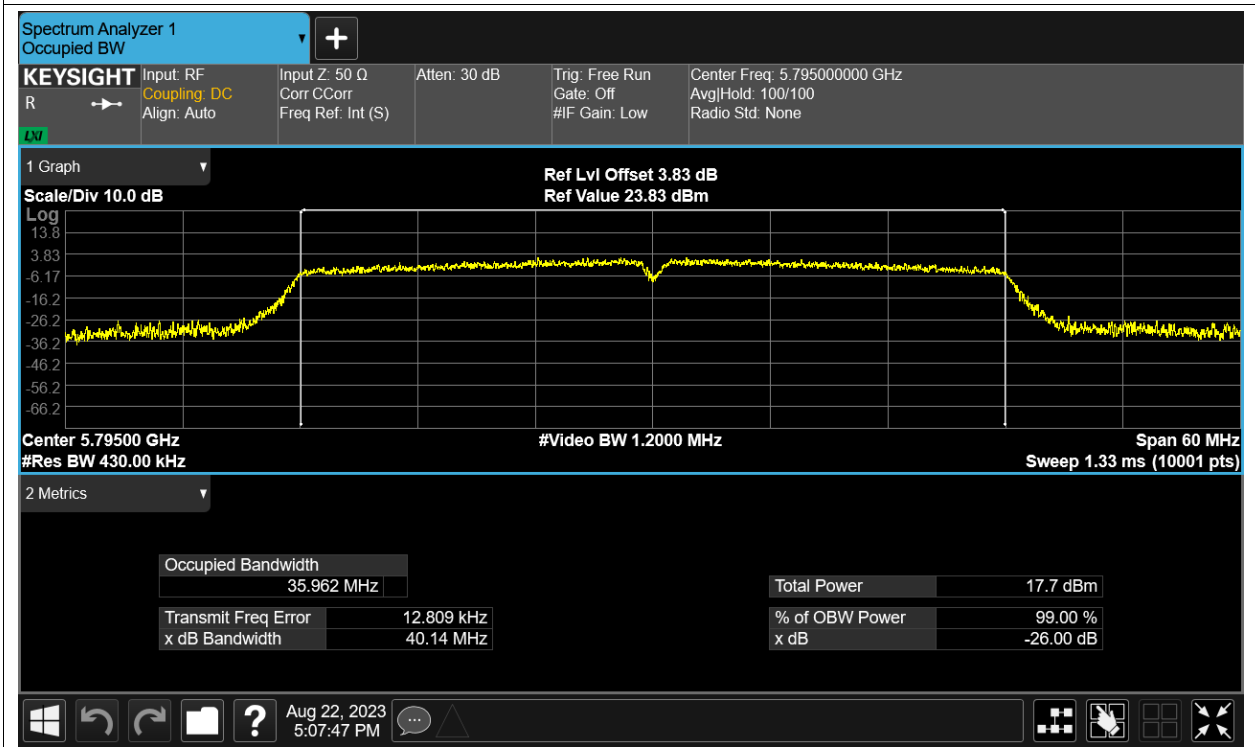 Spectrum Analyzer 1
Occupied BW
KEYSIGHT
R
LXI
Input: RF
Coupling: DC
Align: Auto
Input Z: 50 Ω
Corr CCorr
Freq Ref: Int (S)
Atten: 30 dB
Trig: Free Run
Gate: Off
#IF Gain: Low
Center Freq: 5.795000000 GHz
Avg|Hold: 100/100
Radio Std: None
1 Graph
Scale/Div 10.0 dB
Ref Lvl Offset 3.83 dB
Ref Value 23.83 dBm
Log
13.8
3.83
-6.17
-16.2
-26.2
-36.2
-46.2
-56.2
-66.2
Center 5.79500 GHz
#Video BW 1.2000 MHz
Span 60 MHz
#Res BW 430.00 kHz
Sweep 1.33 ms (10001 pts)
2 Metrics
Occupied Bandwidth
35.962 MHz
Transmit Freq Error 12.809 kHz
x dB Bandwidth 40.14 MHz
Total Power 17.7 dBm
% of OBW Power 99.00 %
x dB -26.00 dB
?
Aug 22, 2023
5:07:47 PM